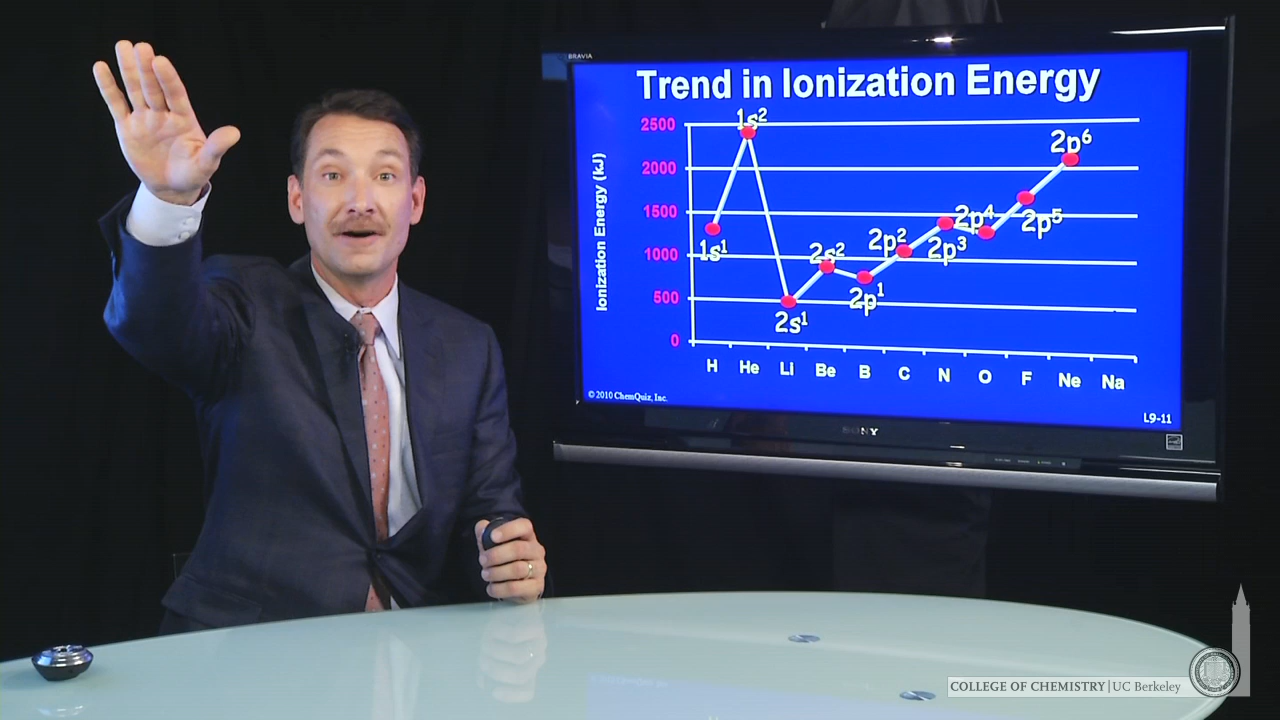 BRAVIA
Trend in Ionization Energy
Ionization Energy (kJ)
2500
2000
1500
1000
500
0
1s¹
1s²
2s¹
2s²
2p¹
2p²
2p³
2p⁴
2p⁵
2p⁶
H He Li Be B C N O F Ne Na
© 2010 ChemQuiz, Inc.
L9-11
SONY
COLLEGE OF CHEMISTRY | UC Berkeley